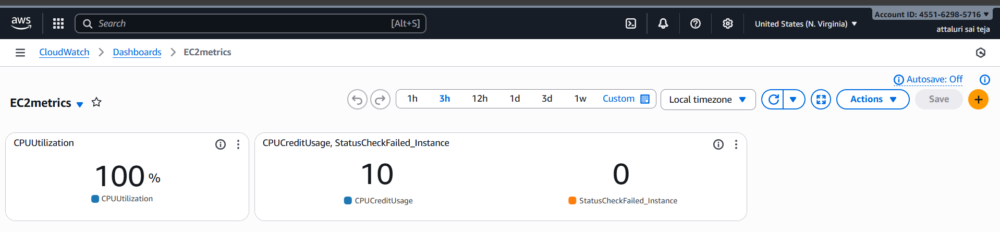 aws
Search [Alt+S]
United States (N. Virginia)
Account ID: 4551-6298-5716
attaluri sai teja
CloudWatch Dashboards EC2metrics
Autosave: Off
EC2metrics
1h 3h 12h 1d 3d 1w Custom
Local timezone
Actions
Save
CPUUtilization
100 %
CPUUtilization
CPUCreditUsage, StatusCheckFailed_Instance
10
CPUCreditUsage
0
StatusCheckFailed_Instance